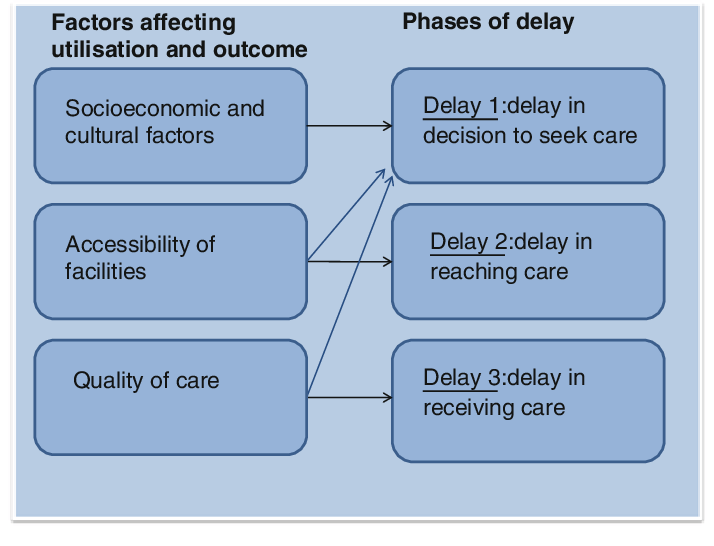 Factors affecting
utilisation and outcome
Phases of delay
Socioeconomic and
cultural factors
Delay 1:delay in
decision to seek care
Accessibility of
facilities
Delay 2:delay in
reaching care
Quality of care
Delay 3:delay in
receiving care